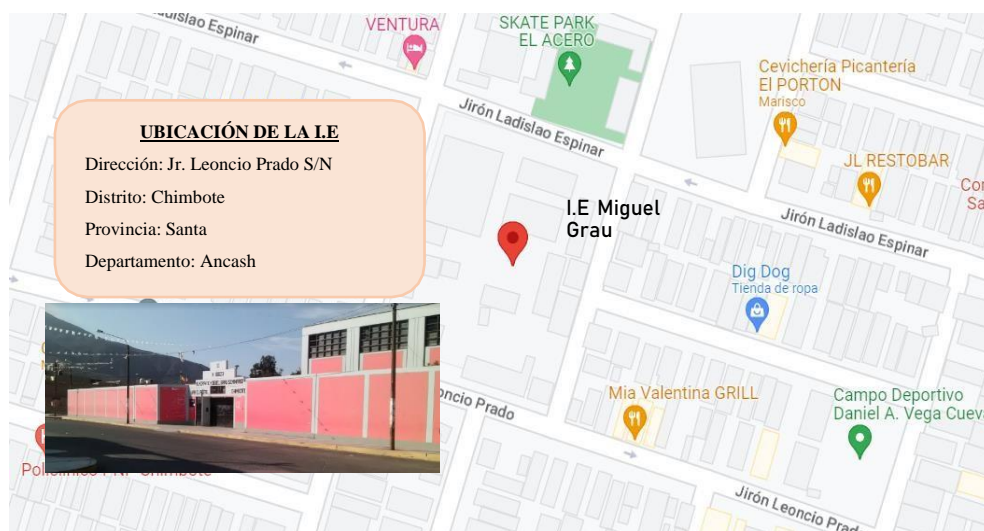 Ladislao Espinar
VENTURA
SKATE PARK
EL ACERO
Cevichería Picantería
El PORTON
Marisco
Jirón Ladislao Espinar
JL RESTOBAR
UBICACIÓN DE LA I.E
Dirección: Jr. Leoncio Prado S/N
Distrito: Chimbote
Provincia: Santa
Departamento: Ancash
I.E Miguel
Grau
Jirón Ladislao Espinar
Dig Dog
Tienda de ropa
Mia Valentina GRILL
Campo Deportivo
Daniel A. Vega Cueva
oncio Prado
Jirón Leoncio Prado